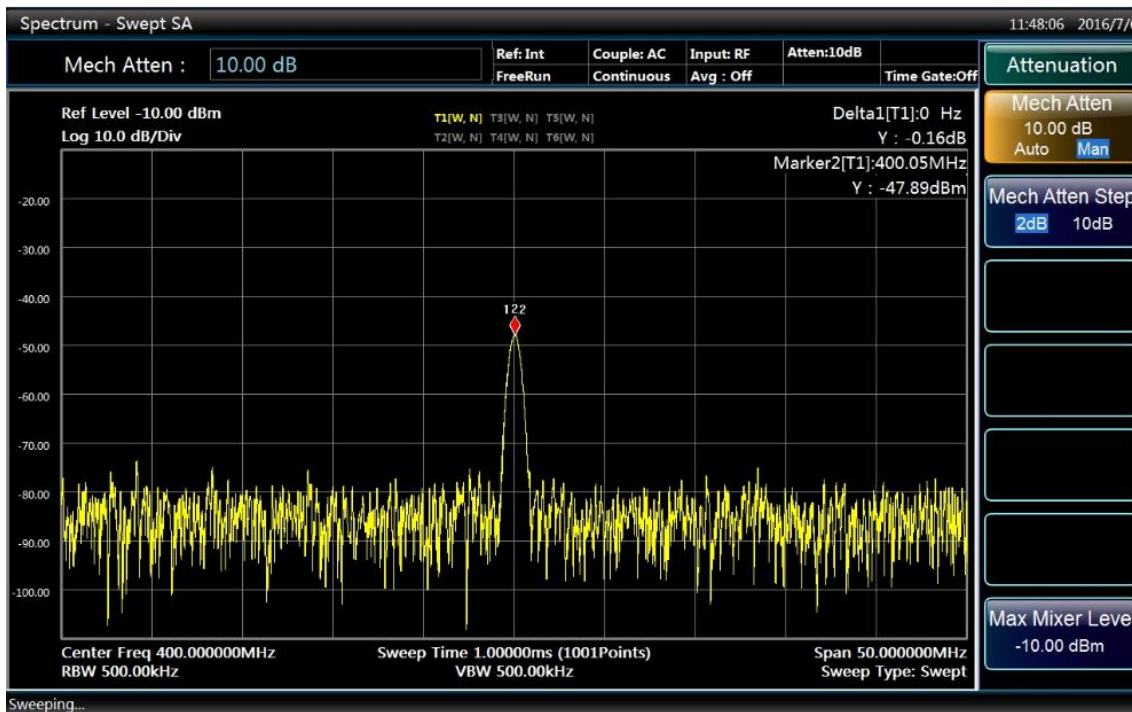 Spectrum - Swept SA
11:48:06 2016/7/6
Mech Atten : 10.00 dB
Ref: Int Couple: AC Input: RF Atten:10dB
FreeRun Continuous Avg : Off Time Gate:Off
Attenuation
Mech Atten
10.00 dB
Auto Man
Mech Atten Step
2dB 10dB
Max Mixer Leve
-10.00 dBm
Ref Level -10.00 dBm
Log 10.0 dB/Div
T1[W, N] T3[W, N] T5[W, N]
T2[W, N] T4[W, N] T6[W, N]
Delta1[T1]:0 Hz
Y : -0.16dB
Marker2[T1]:400.05MHz
Y : -47.89dBm
-20.00
-30.00
-40.00
-50.00
-60.00
-70.00
-80.00
-90.00
-100.00
Center Freq 400.000000MHz Sweep Time 1.00000ms (1001Points) Span 50.000000MHz
RBW 500.00kHz VBW 500.00kHz Sweep Type: Swept
Sweeping...